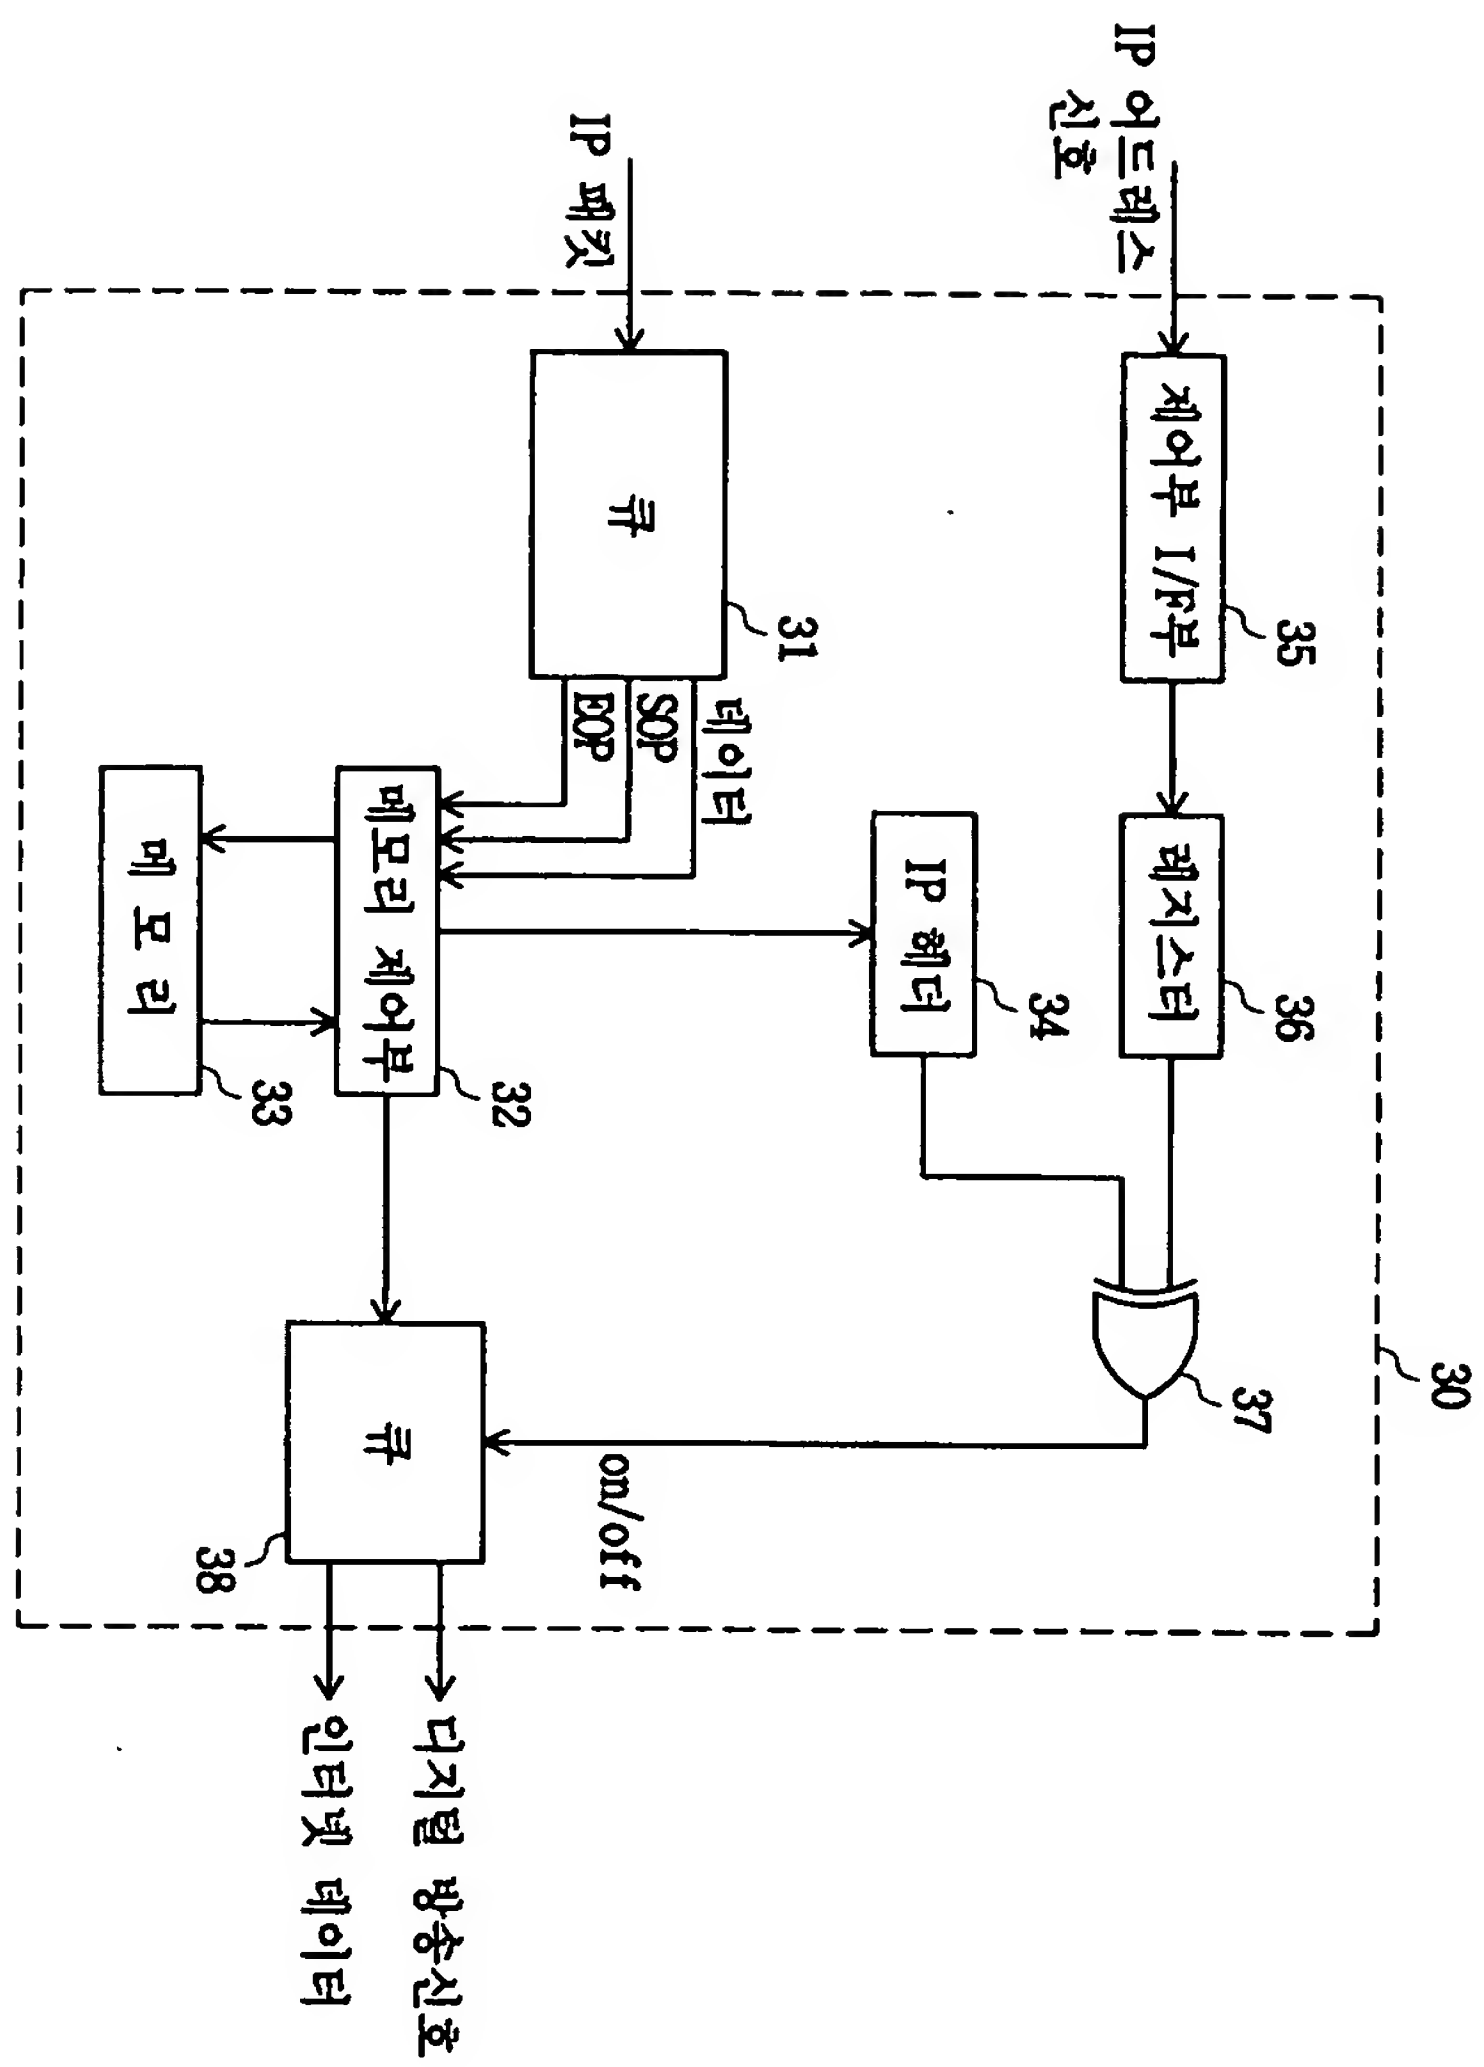 IP 어드레스
신호
제어부 I/F부
35
레지스터
36
37
30
IP 헤더
34
IP 패킷
큐
31
데이터
SOP
EOP
메모리 제어부
32
메 모 리
33
on/off
큐
38
디지털 방송신호
인터넷 데이터